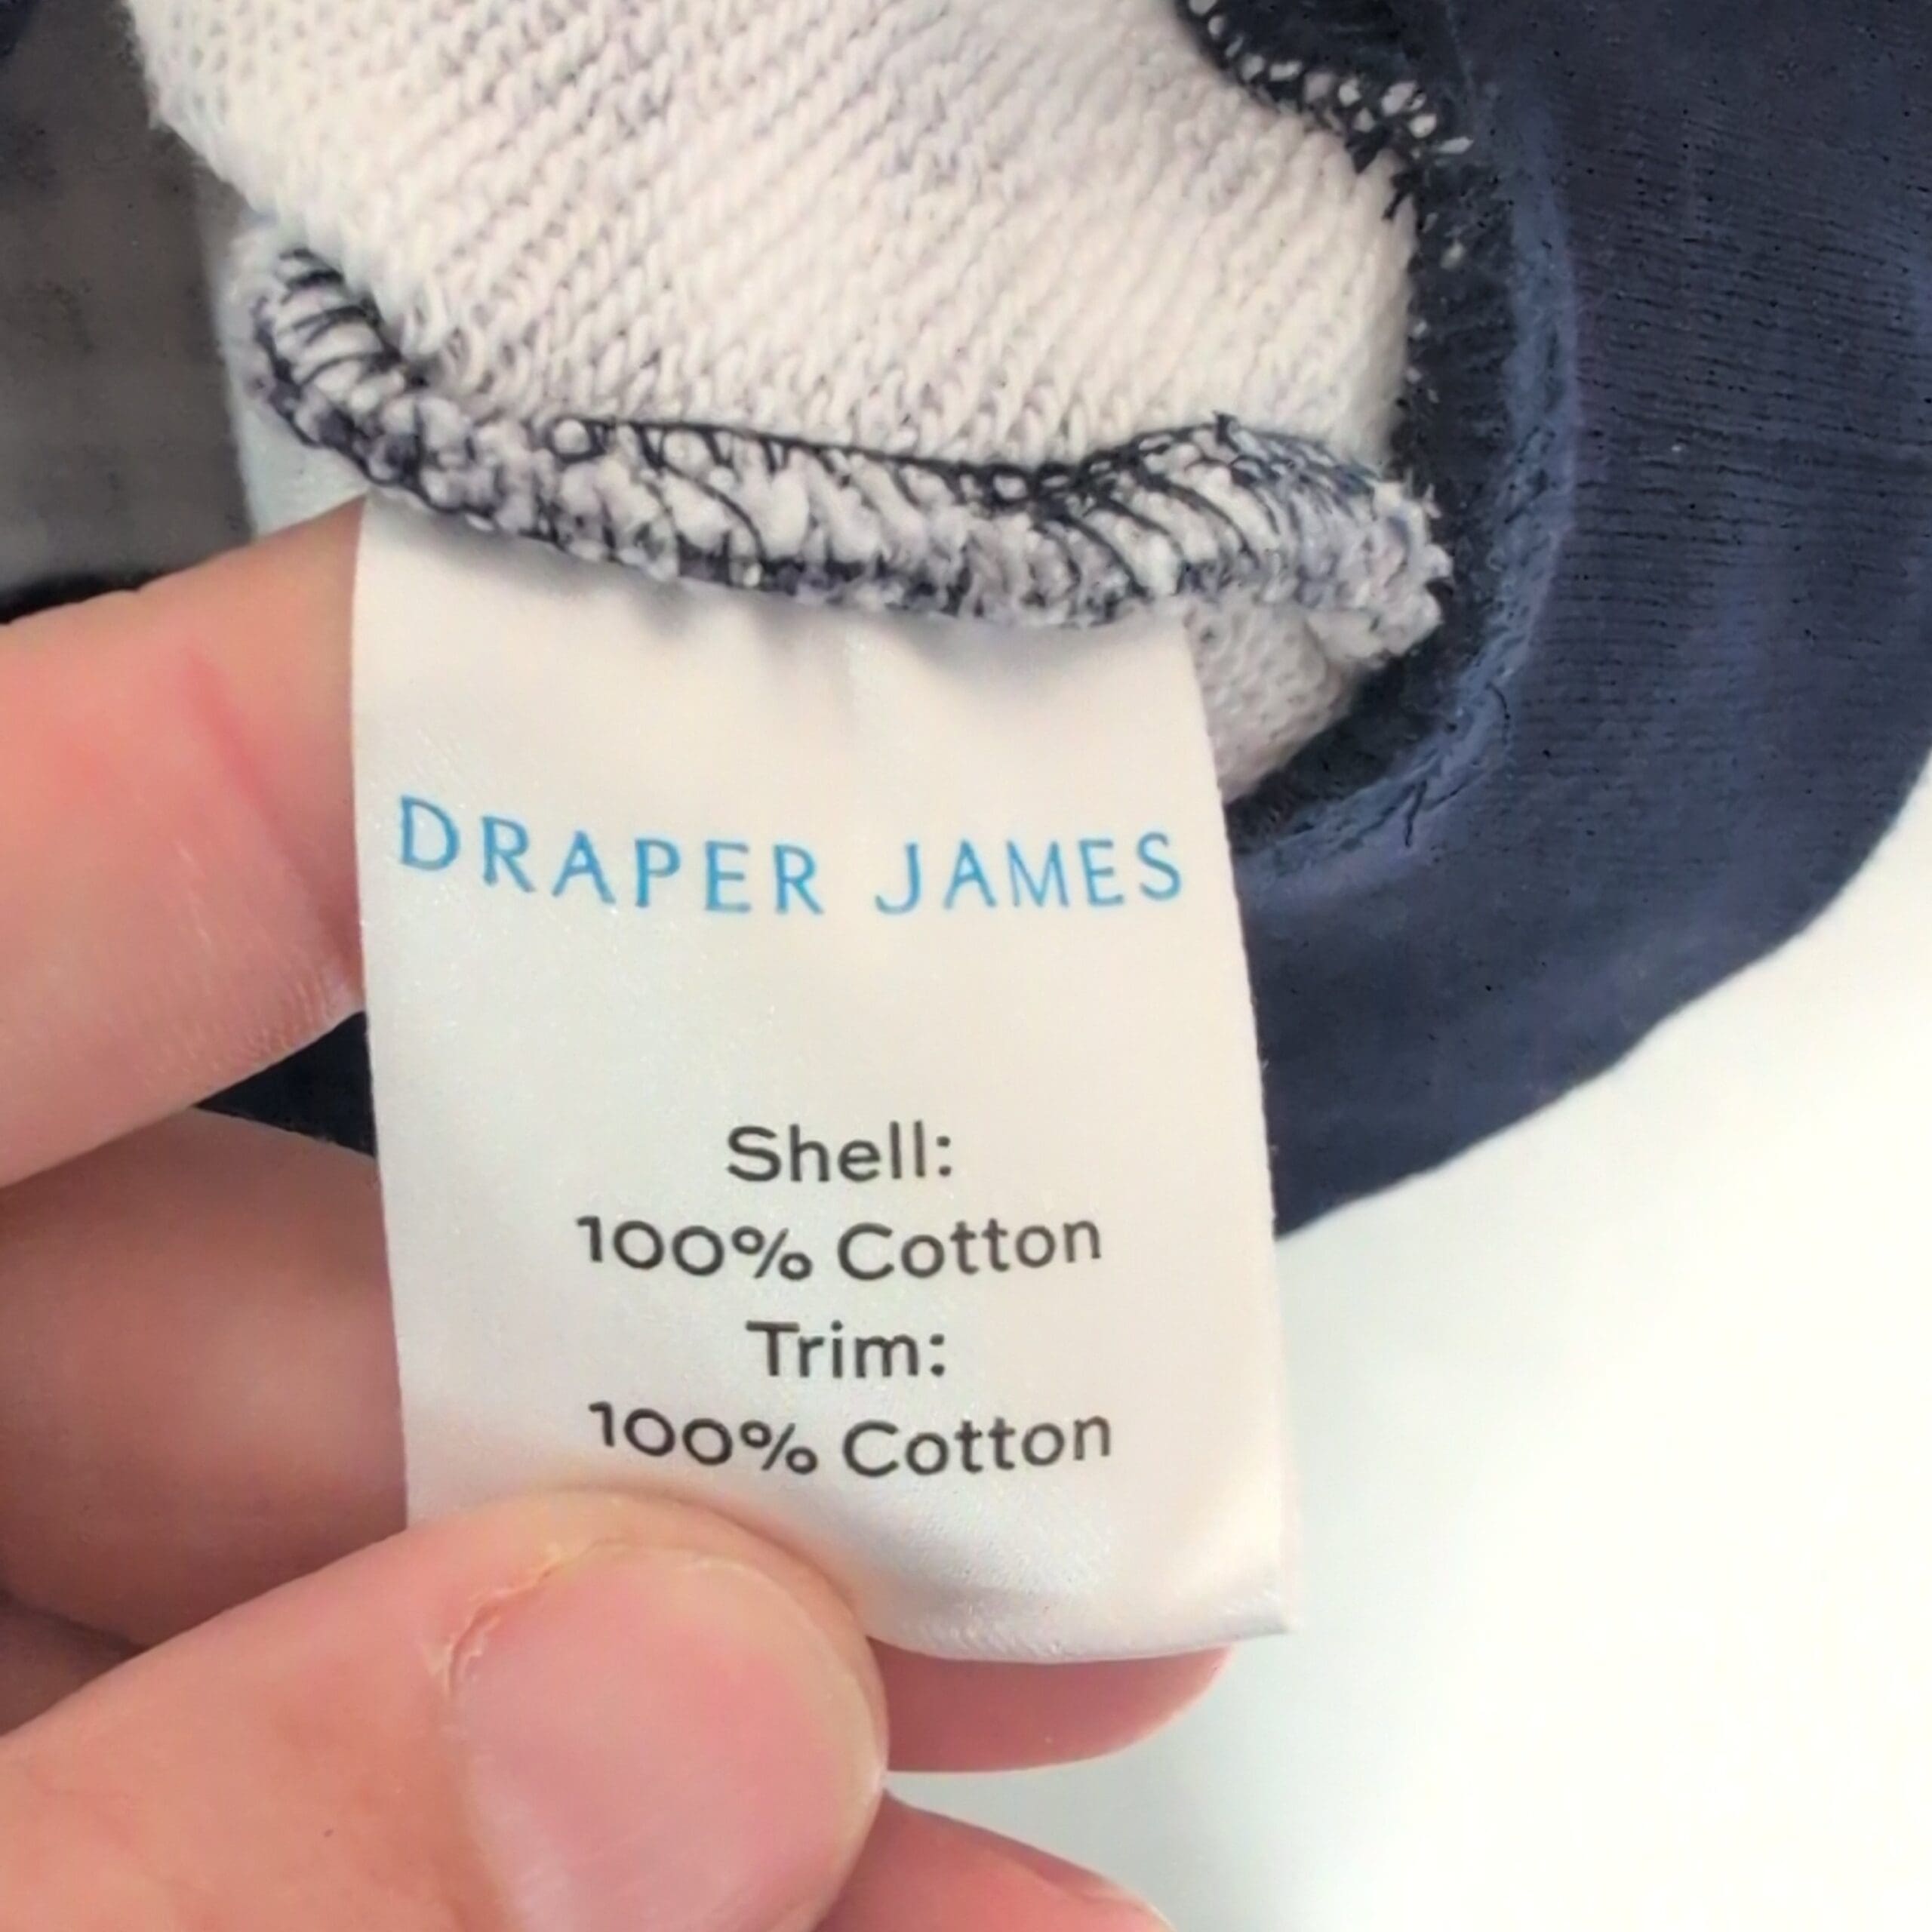 DRAPER JAMES
Shell:
100% Cotton
Trim:
100% Cotton